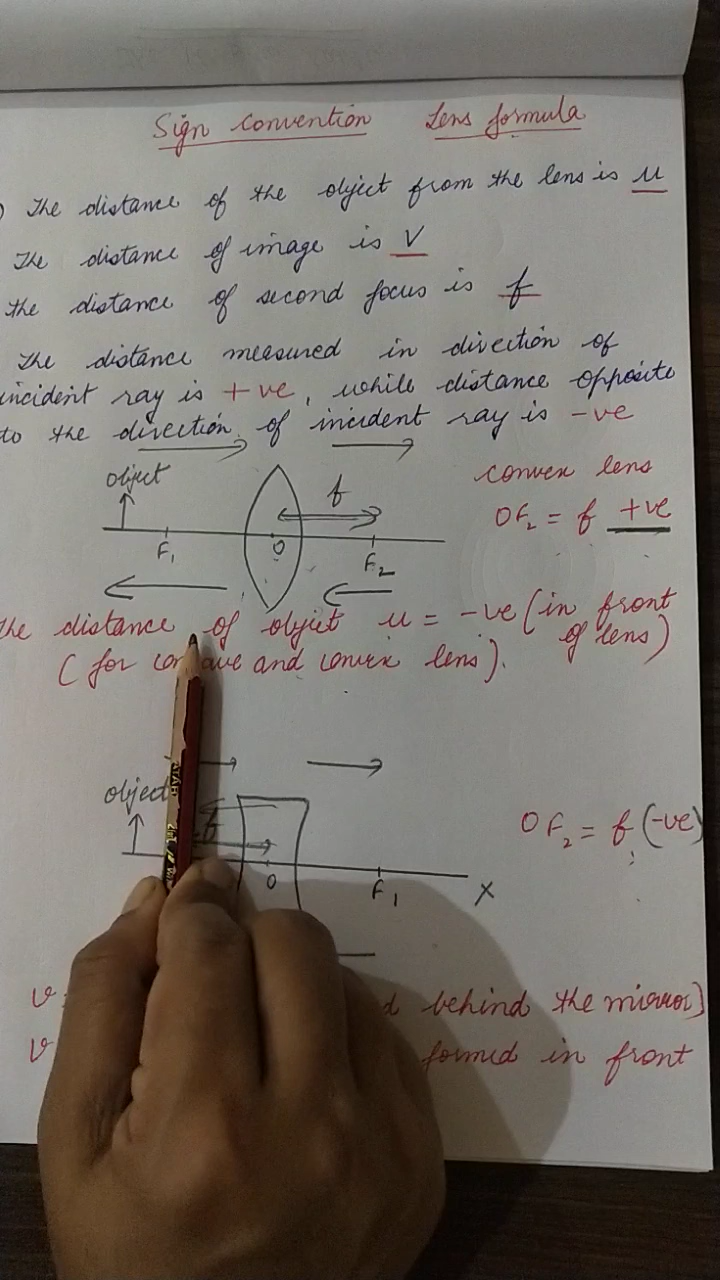 Sign convention Lens formula
The distance of the object from the lens is u
The distance of image is V
the distance of second focus is f
The distance measured in direction of
incident ray is +ve, while distance opposite
to the direction of incident ray is -ve
object
f
convex lens
OF₂ = f +ve
F₁ O F₂
the distance of object u = -ve (in front
of lens)
(for concave and convex lens).
object
f
OF₂ = f (-ve)
O F₁ X
v behind the mirror)
v formed in front